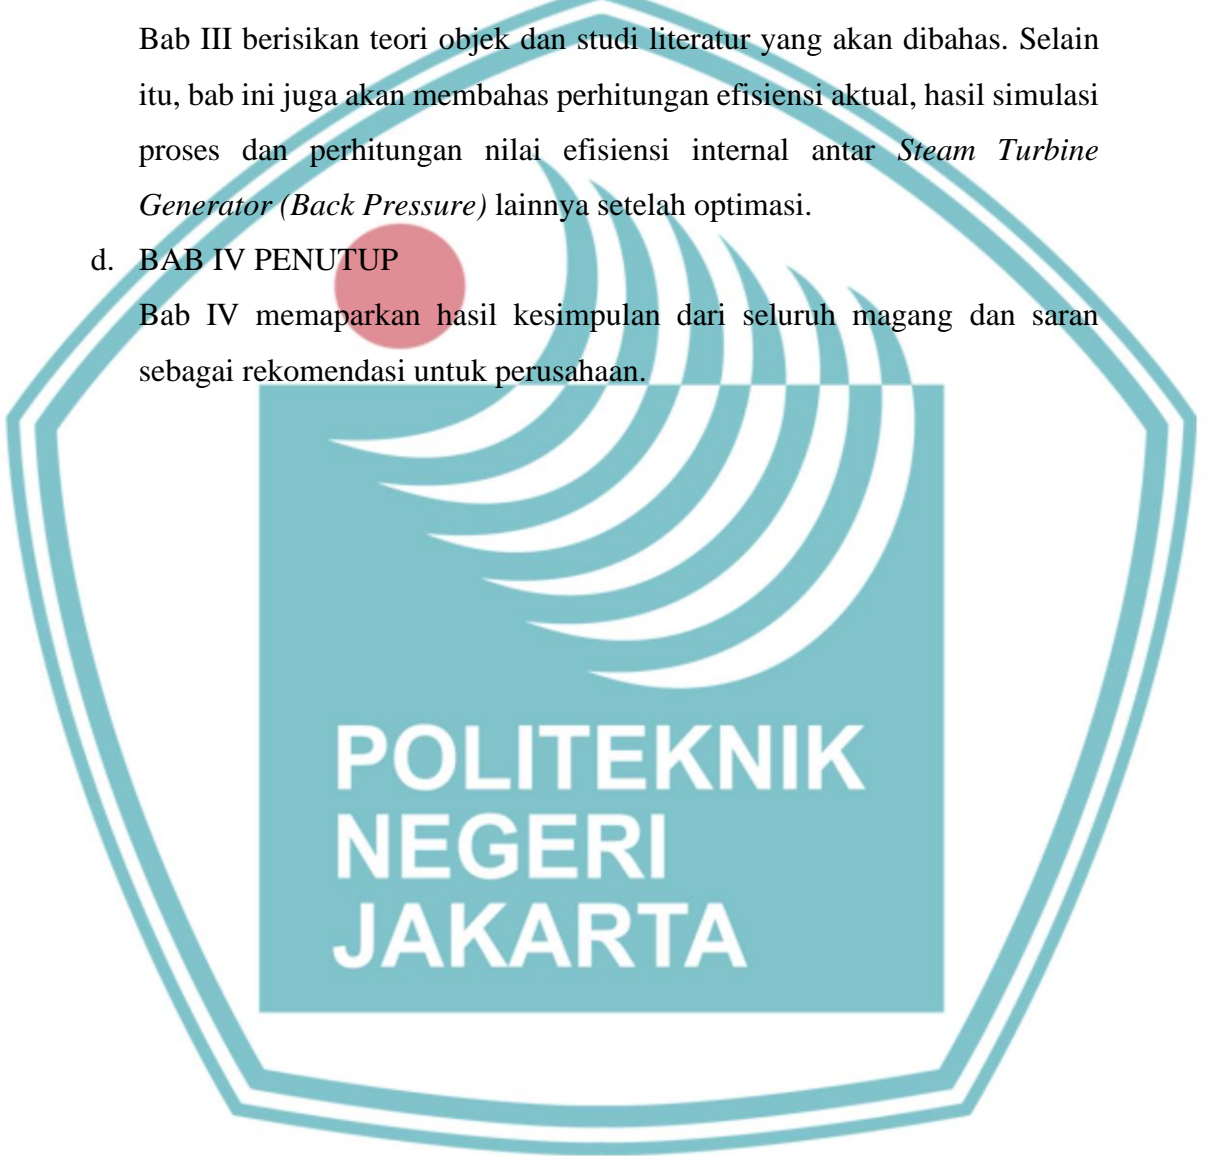 Bab III berisikan teori objek dan studi literatur yang akan dibahas. Selain
itu, bab ini juga akan membahas perhitungan efisiensi aktual, hasil simulasi
proses dan perhitungan nilai efisiensi internal antar Steam Turbine
Generator (Back Pressure) lainnya setelah optimasi.
d. BAB IV PENUTUP
Bab IV memaparkan hasil kesimpulan dari seluruh magang dan saran
sebagai rekomendasi untuk perusahaan.
POLITEKNIK
NEGERI
JAKARTA